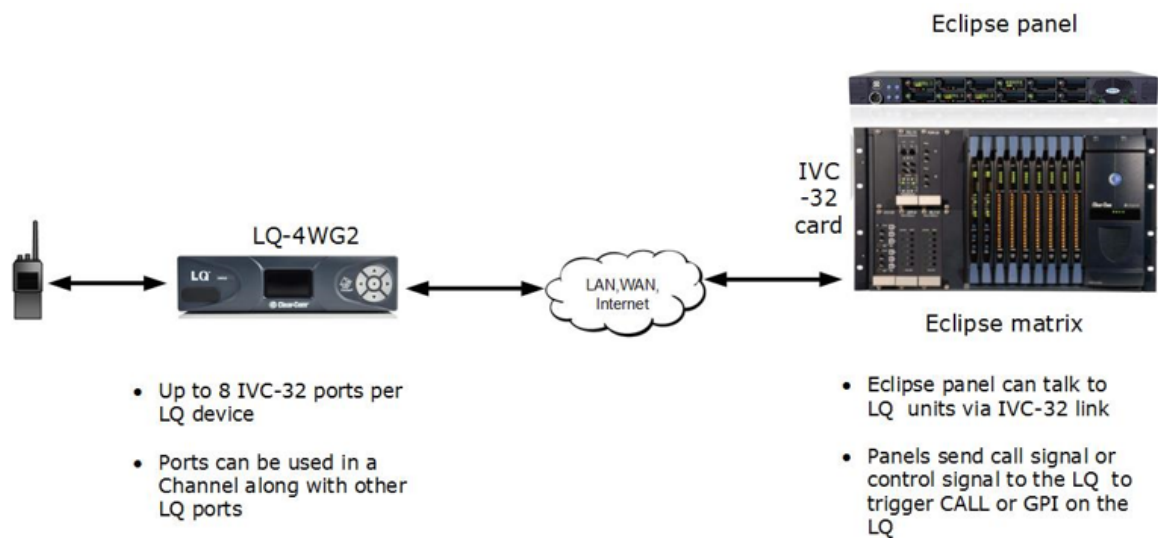 Eclipse panel
IVC
-32
card
LQ-4WG2
LQ
Clear-Com
LAN,WAN,
Internet
Eclipse matrix
• Up to 8 IVC-32 ports per
LQ device
• Ports can be used in a
Channel along with other
LQ ports
• Eclipse panel can talk to
LQ  units via IVC-32 link
• Panels send call signal or
control signal to the LQ  to
trigger CALL or GPI on the
LQ